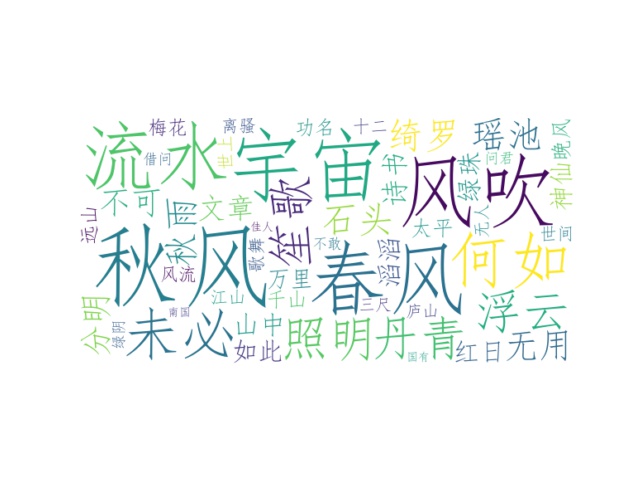 梅花
离骚
功名
十二
绮罗
瑶池
晚风
神仙
流水
宇宙
借问
世上
诗书
绿珠
问君
风吹
不可
秋雨
文章
笙歌
石头
太平
无人
世间
远山
秋风
风流
歌舞
佳人
不敢
万里
春风
滔滔
何如
江山
千山
三尺
庐山
浮云
分明
绿阴
南国
未必
山中
如此
照明
丹青
国有
红日
无用